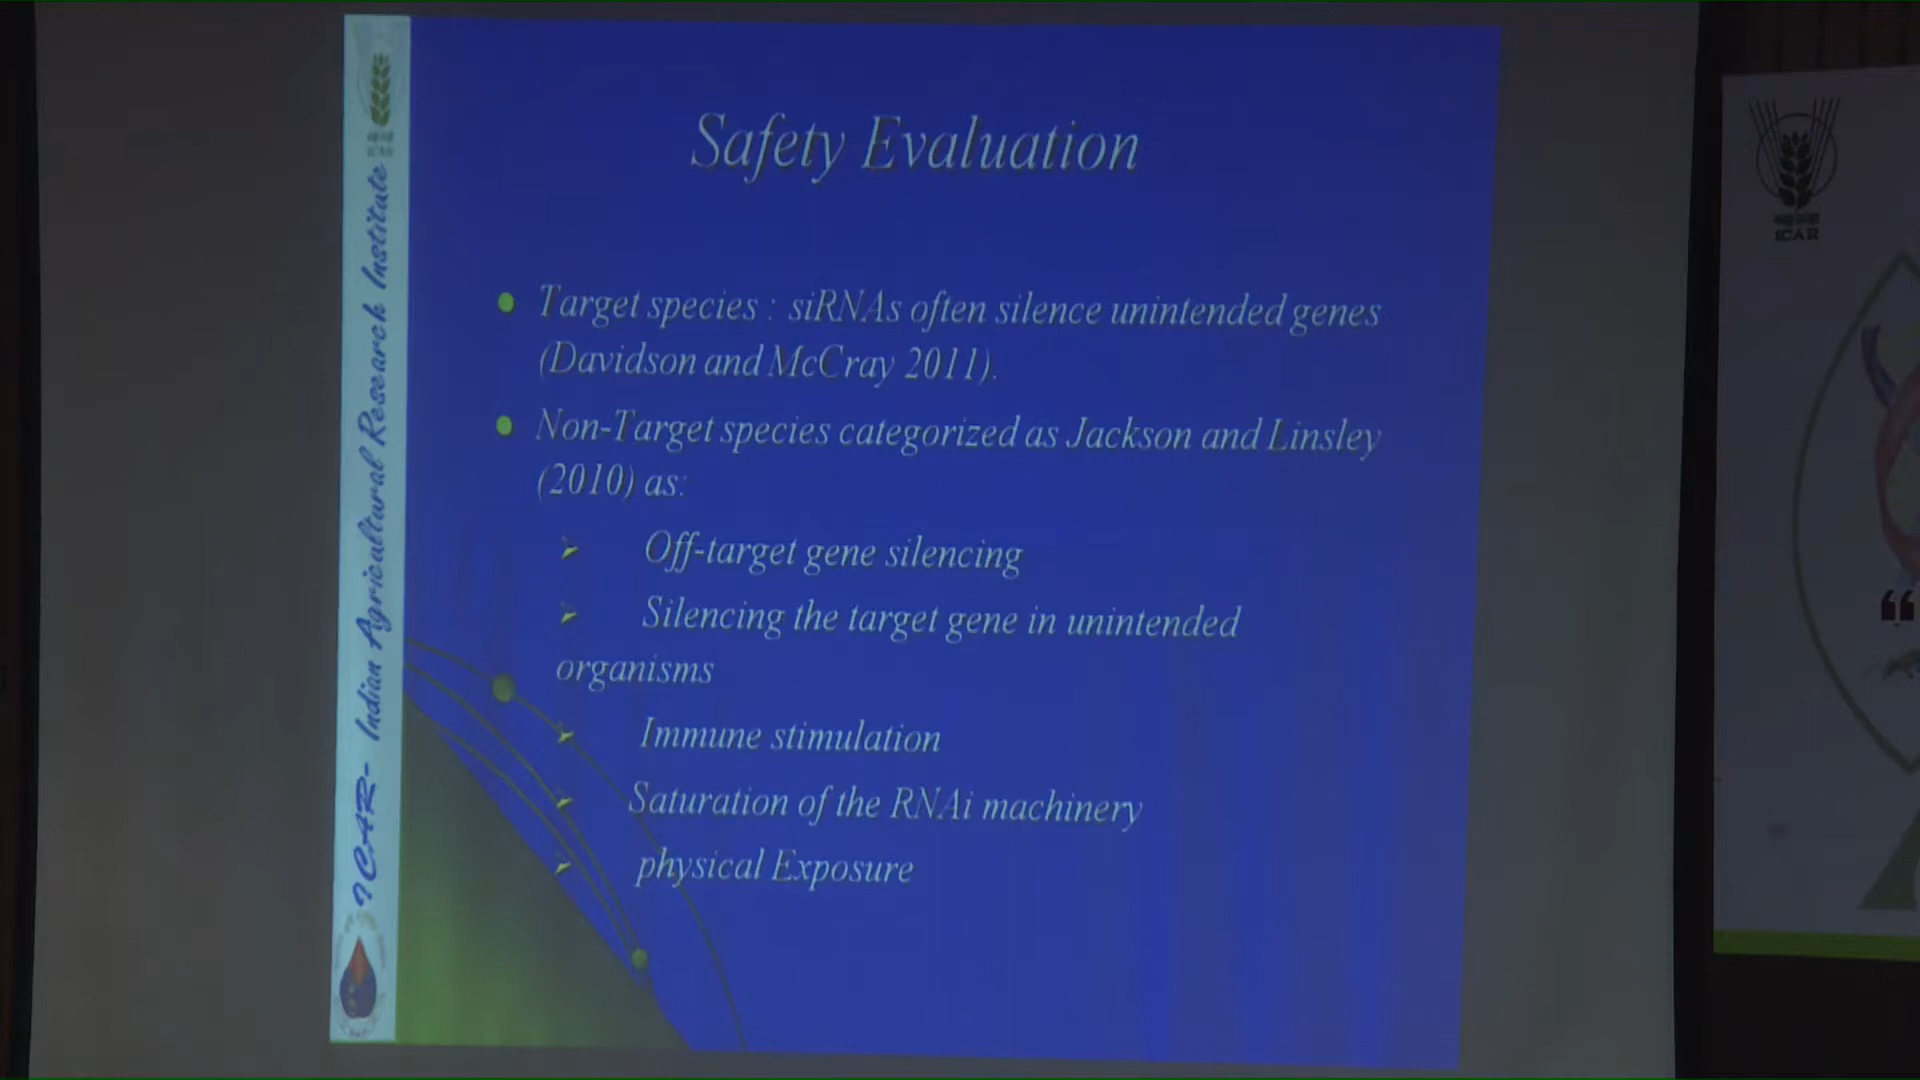 Safety Evaluation
Target species : siRNAs often silence unintended genes
(Davidson and McCray 2011).
Non-Target species categorized as Jackson and Linsley
(2010) as:
Off-target gene silencing
Silencing the target gene in unintended
organisms
Immune stimulation
Saturation of the RNAi machinery
physical Exposure
ICAR- Indian Agricultural Research Institute
ICAR
ICAR
“